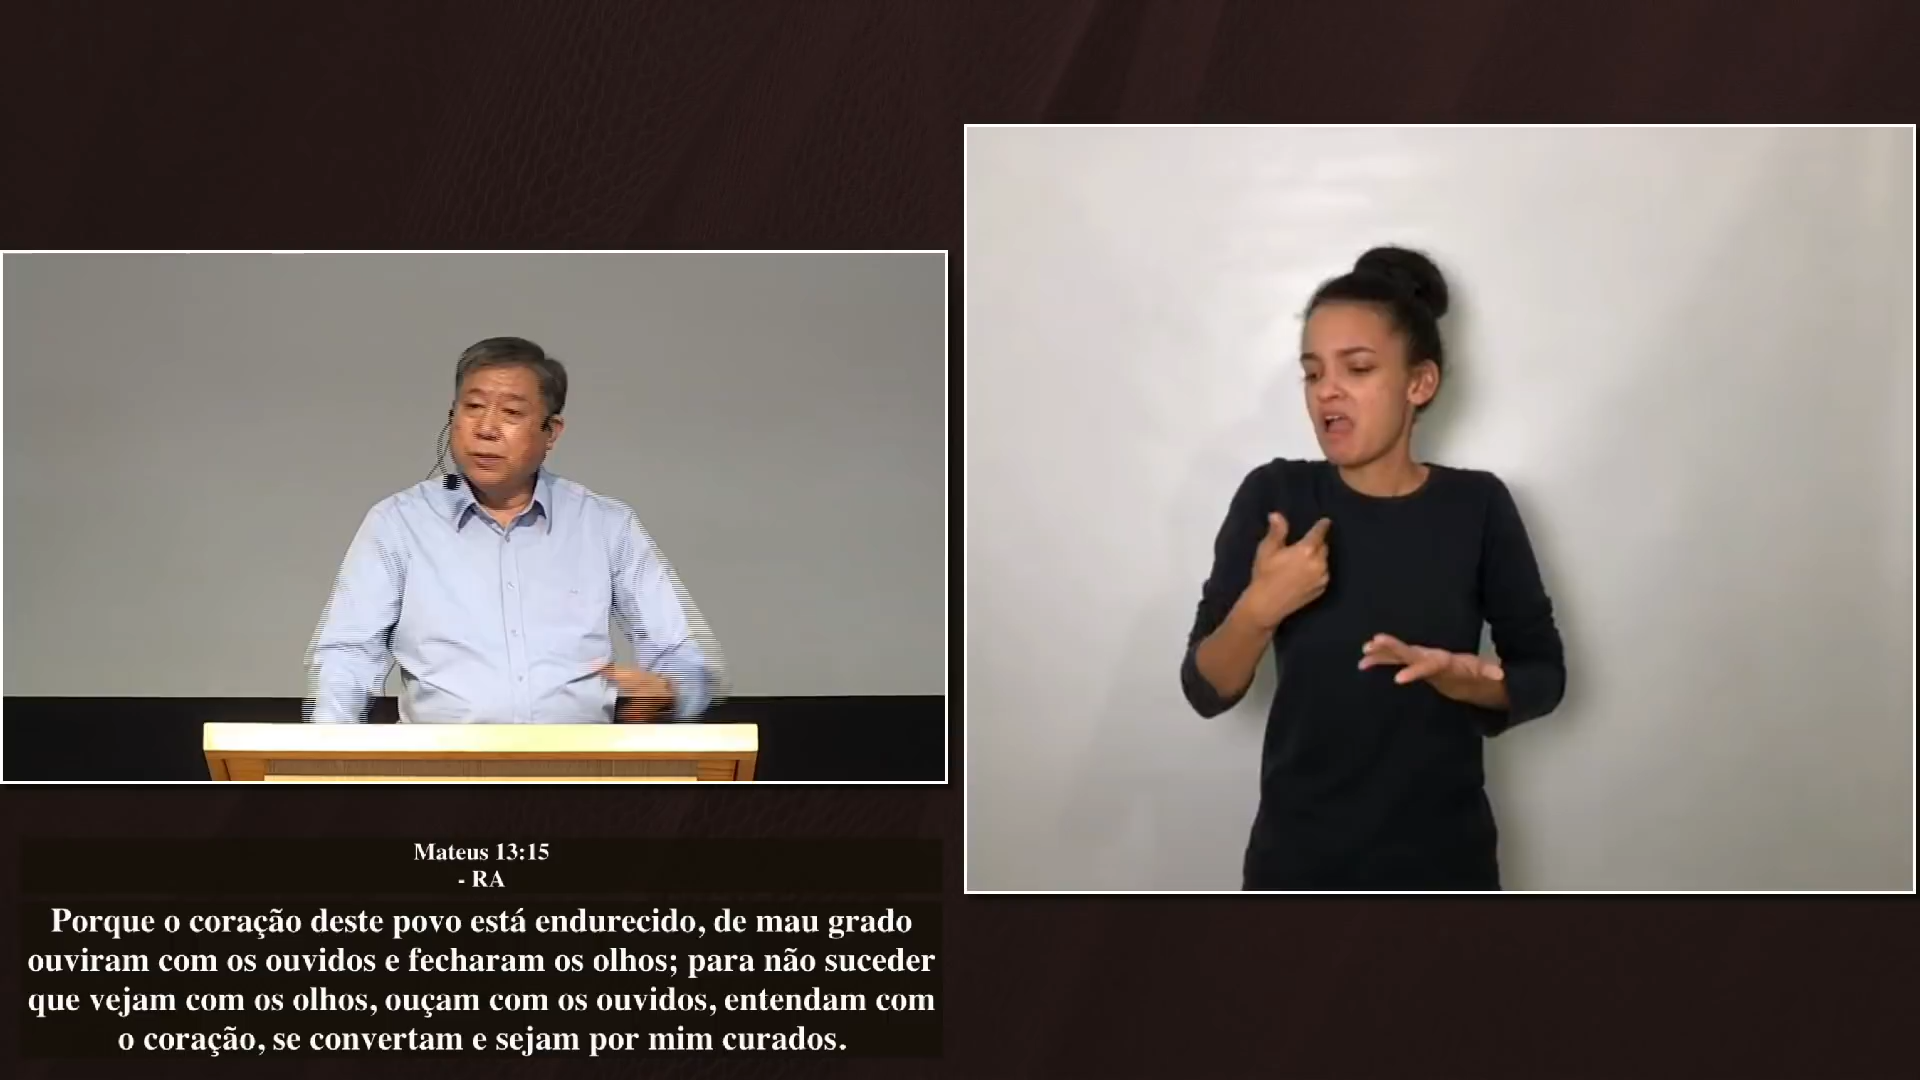 Mateus 13:15
- RA
Porque o coração deste povo está endurecido, de mau grado
ouviram com os ouvidos e fecharam os olhos; para não suceder
que vejam com os olhos, ouçam com os ouvidos, entendam com
o coração, se convertam e sejam por mim curados.